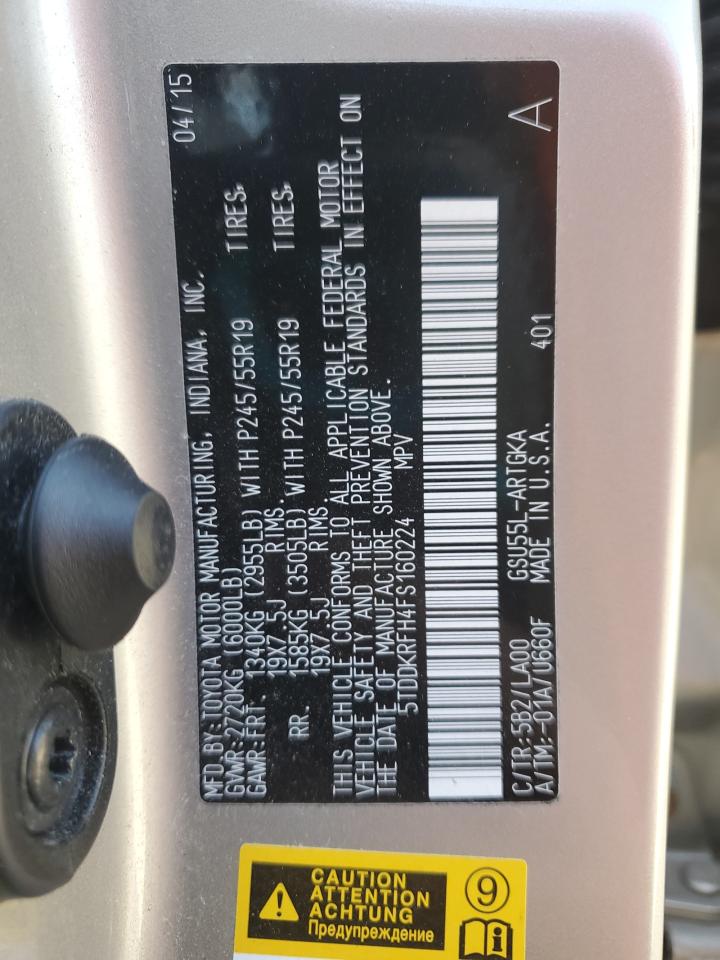 MFD.BY:TOYOTA MOTOR MANUFACTURING, INDIANA, INC. 04/15
GVWR:2720KG (6000LB)
GAWR:FRT. 1340KG (2955LB) WITH P245/55R19 TIRES,
19X7.5J RIMS
RR. 1585KG (3505LB) WITH P245/55R19 TIRES,
19X7.5J RIMS
THIS VEHICLE CONFORMS TO ALL APPLICABLE FEDERAL MOTOR
VEHICLE SAFETY AND THEFT PREVENTION STANDARDS IN EFFECT ON
THE DATE OF MANUFACTURE SHOWN ABOVE.
5TDDKRFH4FS160224 MPV
C/TR:5B2/LA00 GSU55L-ARTGKA
A/TM:-01A/U660F MADE IN U.S.A. 401 A
CAUTION
ATTENTION
ACHTUNG
Предупреждение
9
i